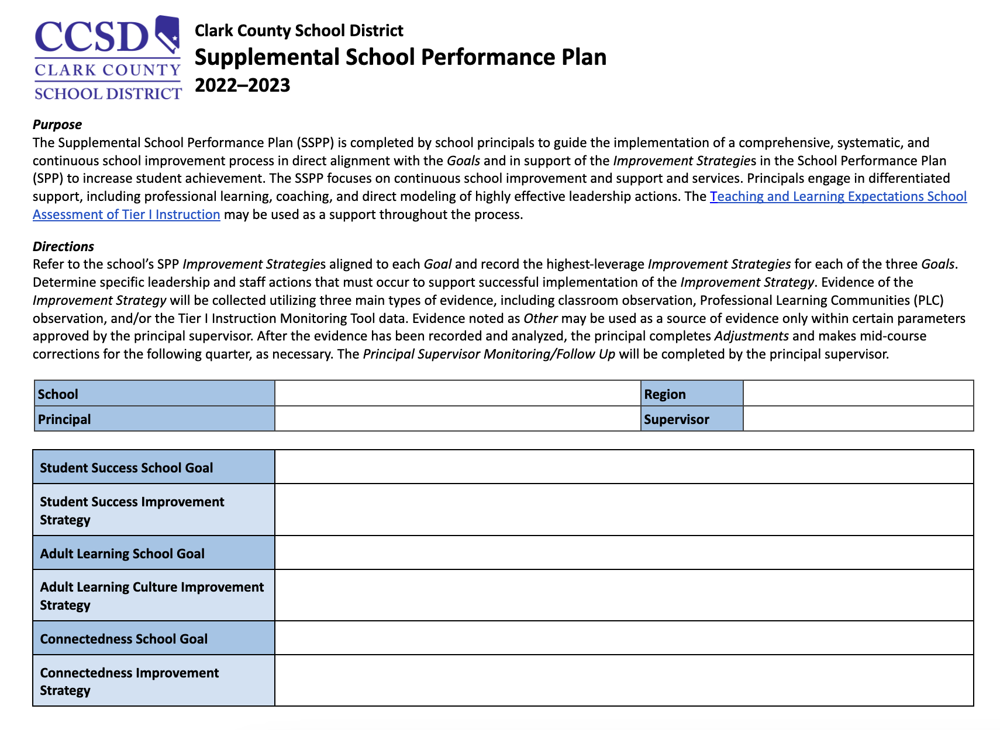 CCSD
CLARK COUNTY
SCHOOL DISTRICT
Clark County School District
Supplemental School Performance Plan
2022–2023
Purpose
The Supplemental School Performance Plan (SSPP) is completed by school principals to guide the implementation of a comprehensive, systematic, and
continuous school improvement process in direct alignment with the Goals and in support of the Improvement Strategies in the School Performance Plan
(SPP) to increase student achievement. The SSPP focuses on continuous school improvement and support and services. Principals engage in differentiated
support, including professional learning, coaching, and direct modeling of highly effective leadership actions. The Teaching and Learning Expectations School
Assessment of Tier I Instruction may be used as a support throughout the process.
Directions
Refer to the school’s SPP Improvement Strategies aligned to each Goal and record the highest-leverage Improvement Strategies for each of the three Goals.
Determine specific leadership and staff actions that must occur to support successful implementation of the Improvement Strategy. Evidence of the
Improvement Strategy will be collected utilizing three main types of evidence, including classroom observation, Professional Learning Communities (PLC)
observation, and/or the Tier I Instruction Monitoring Tool data. Evidence noted as Other may be used as a source of evidence only within certain parameters
approved by the principal supervisor. After the evidence has been recorded and analyzed, the principal completes Adjustments and makes mid-course
corrections for the following quarter, as necessary. The Principal Supervisor Monitoring/Follow Up will be completed by the principal supervisor.
School
Region
Principal
Supervisor
Student Success School Goal
Student Success Improvement
Strategy
Adult Learning School Goal
Adult Learning Culture Improvement
Strategy
Connectedness School Goal
Connectedness Improvement
Strategy